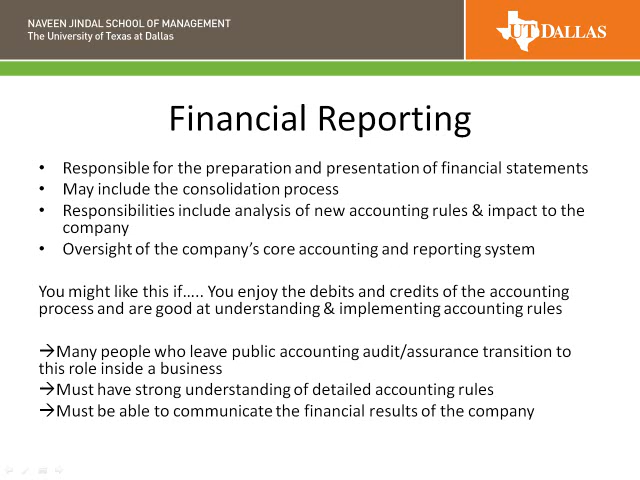 NAVEEN JINDAL SCHOOL OF MANAGEMENT
The University of Texas at Dallas
UT DALLAS
Financial Reporting
• Responsible for the preparation and presentation of financial statements
• May include the consolidation process
• Responsibilities include analysis of new accounting rules & impact to the
company
• Oversight of the company’s core accounting and reporting system
You might like this if….. You enjoy the debits and credits of the accounting
process and are good at understanding & implementing accounting rules
→Many people who leave public accounting audit/assurance transition to
this role inside a business
→Must have strong understanding of detailed accounting rules
→Must be able to communicate the financial results of the company